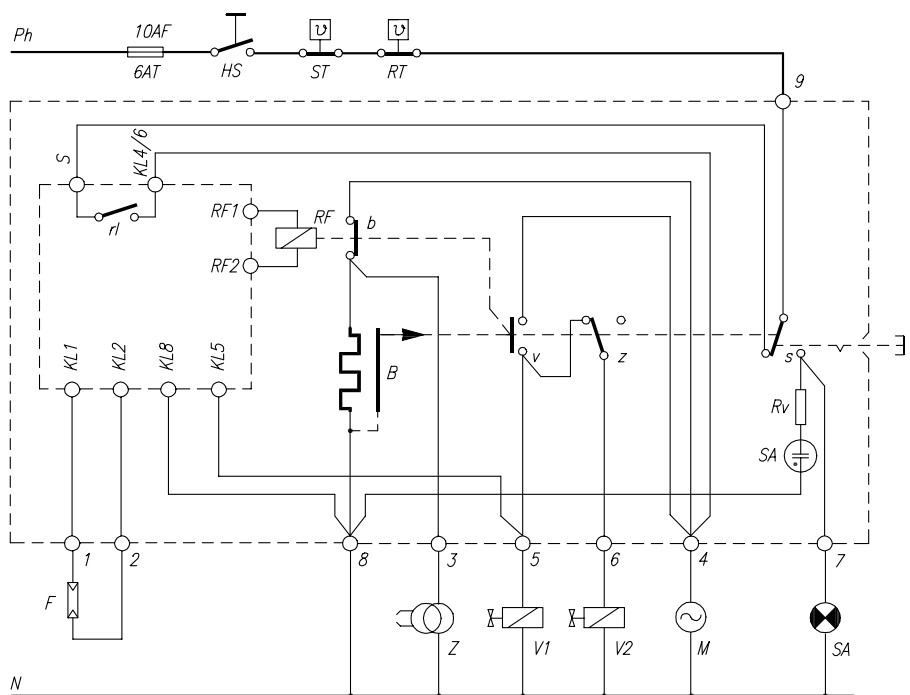 Ph
10AF
6AT
HS
ϑ
ST
ϑ
RT
9
S
KL4/6
rl
RF1
RF
b
RF2
KL1
KL2
KL8
KL5
B
v
z
s
Rv
SA
1
2
8
3
5
6
4
7
F
Z
V1
V2
M
SA
N